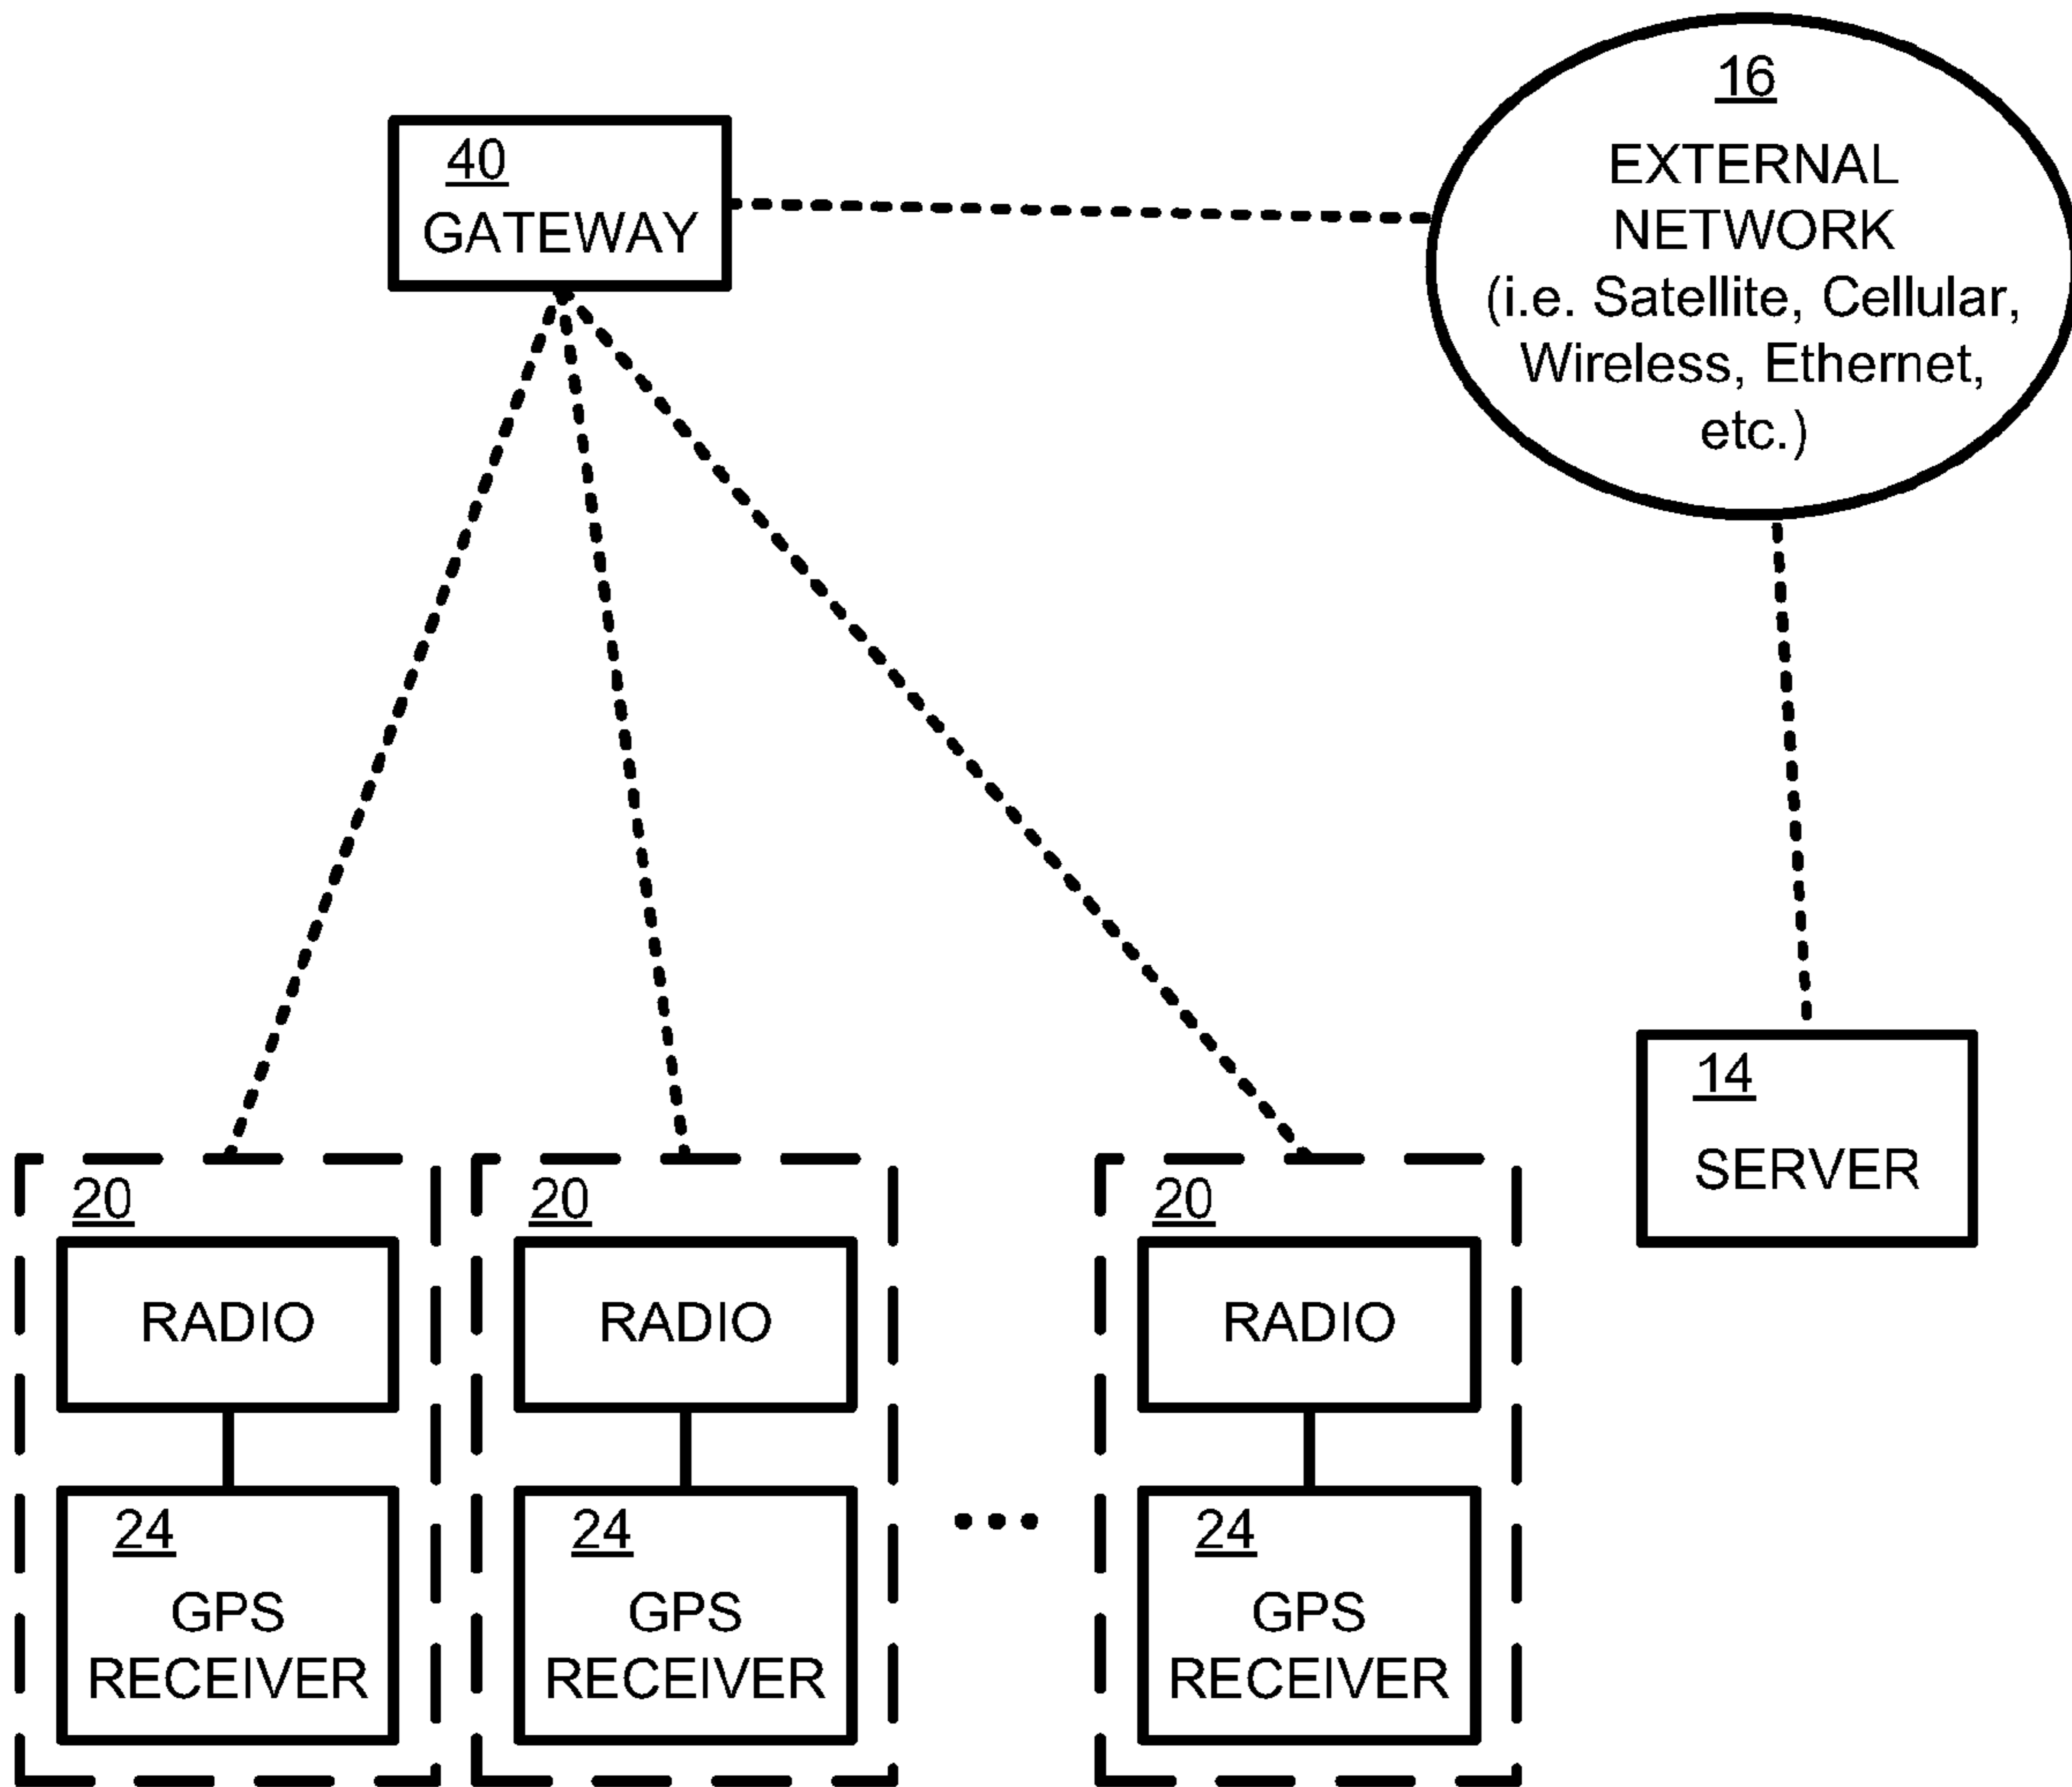 16
EXTERNAL
NETWORK
(i.e. Satellite, Cellular,
Wireless, Ethernet,
etc.)
40
GATEWAY
14
SERVER
20
RADIO
24
GPS
RECEIVER
20
RADIO
24
GPS
RECEIVER
...
20
RADIO
24
GPS
RECEIVER